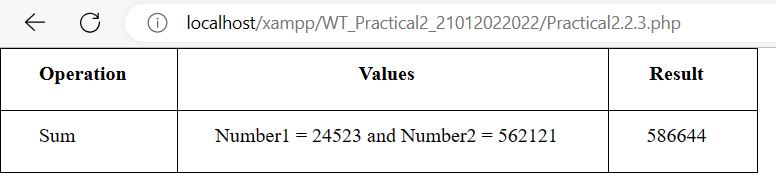 localhost/xampp/WT_Practical2_21012022022/Practical2.2.3.php
Operation Values Result
Sum Number1 = 24523 and Number2 = 562121 586644